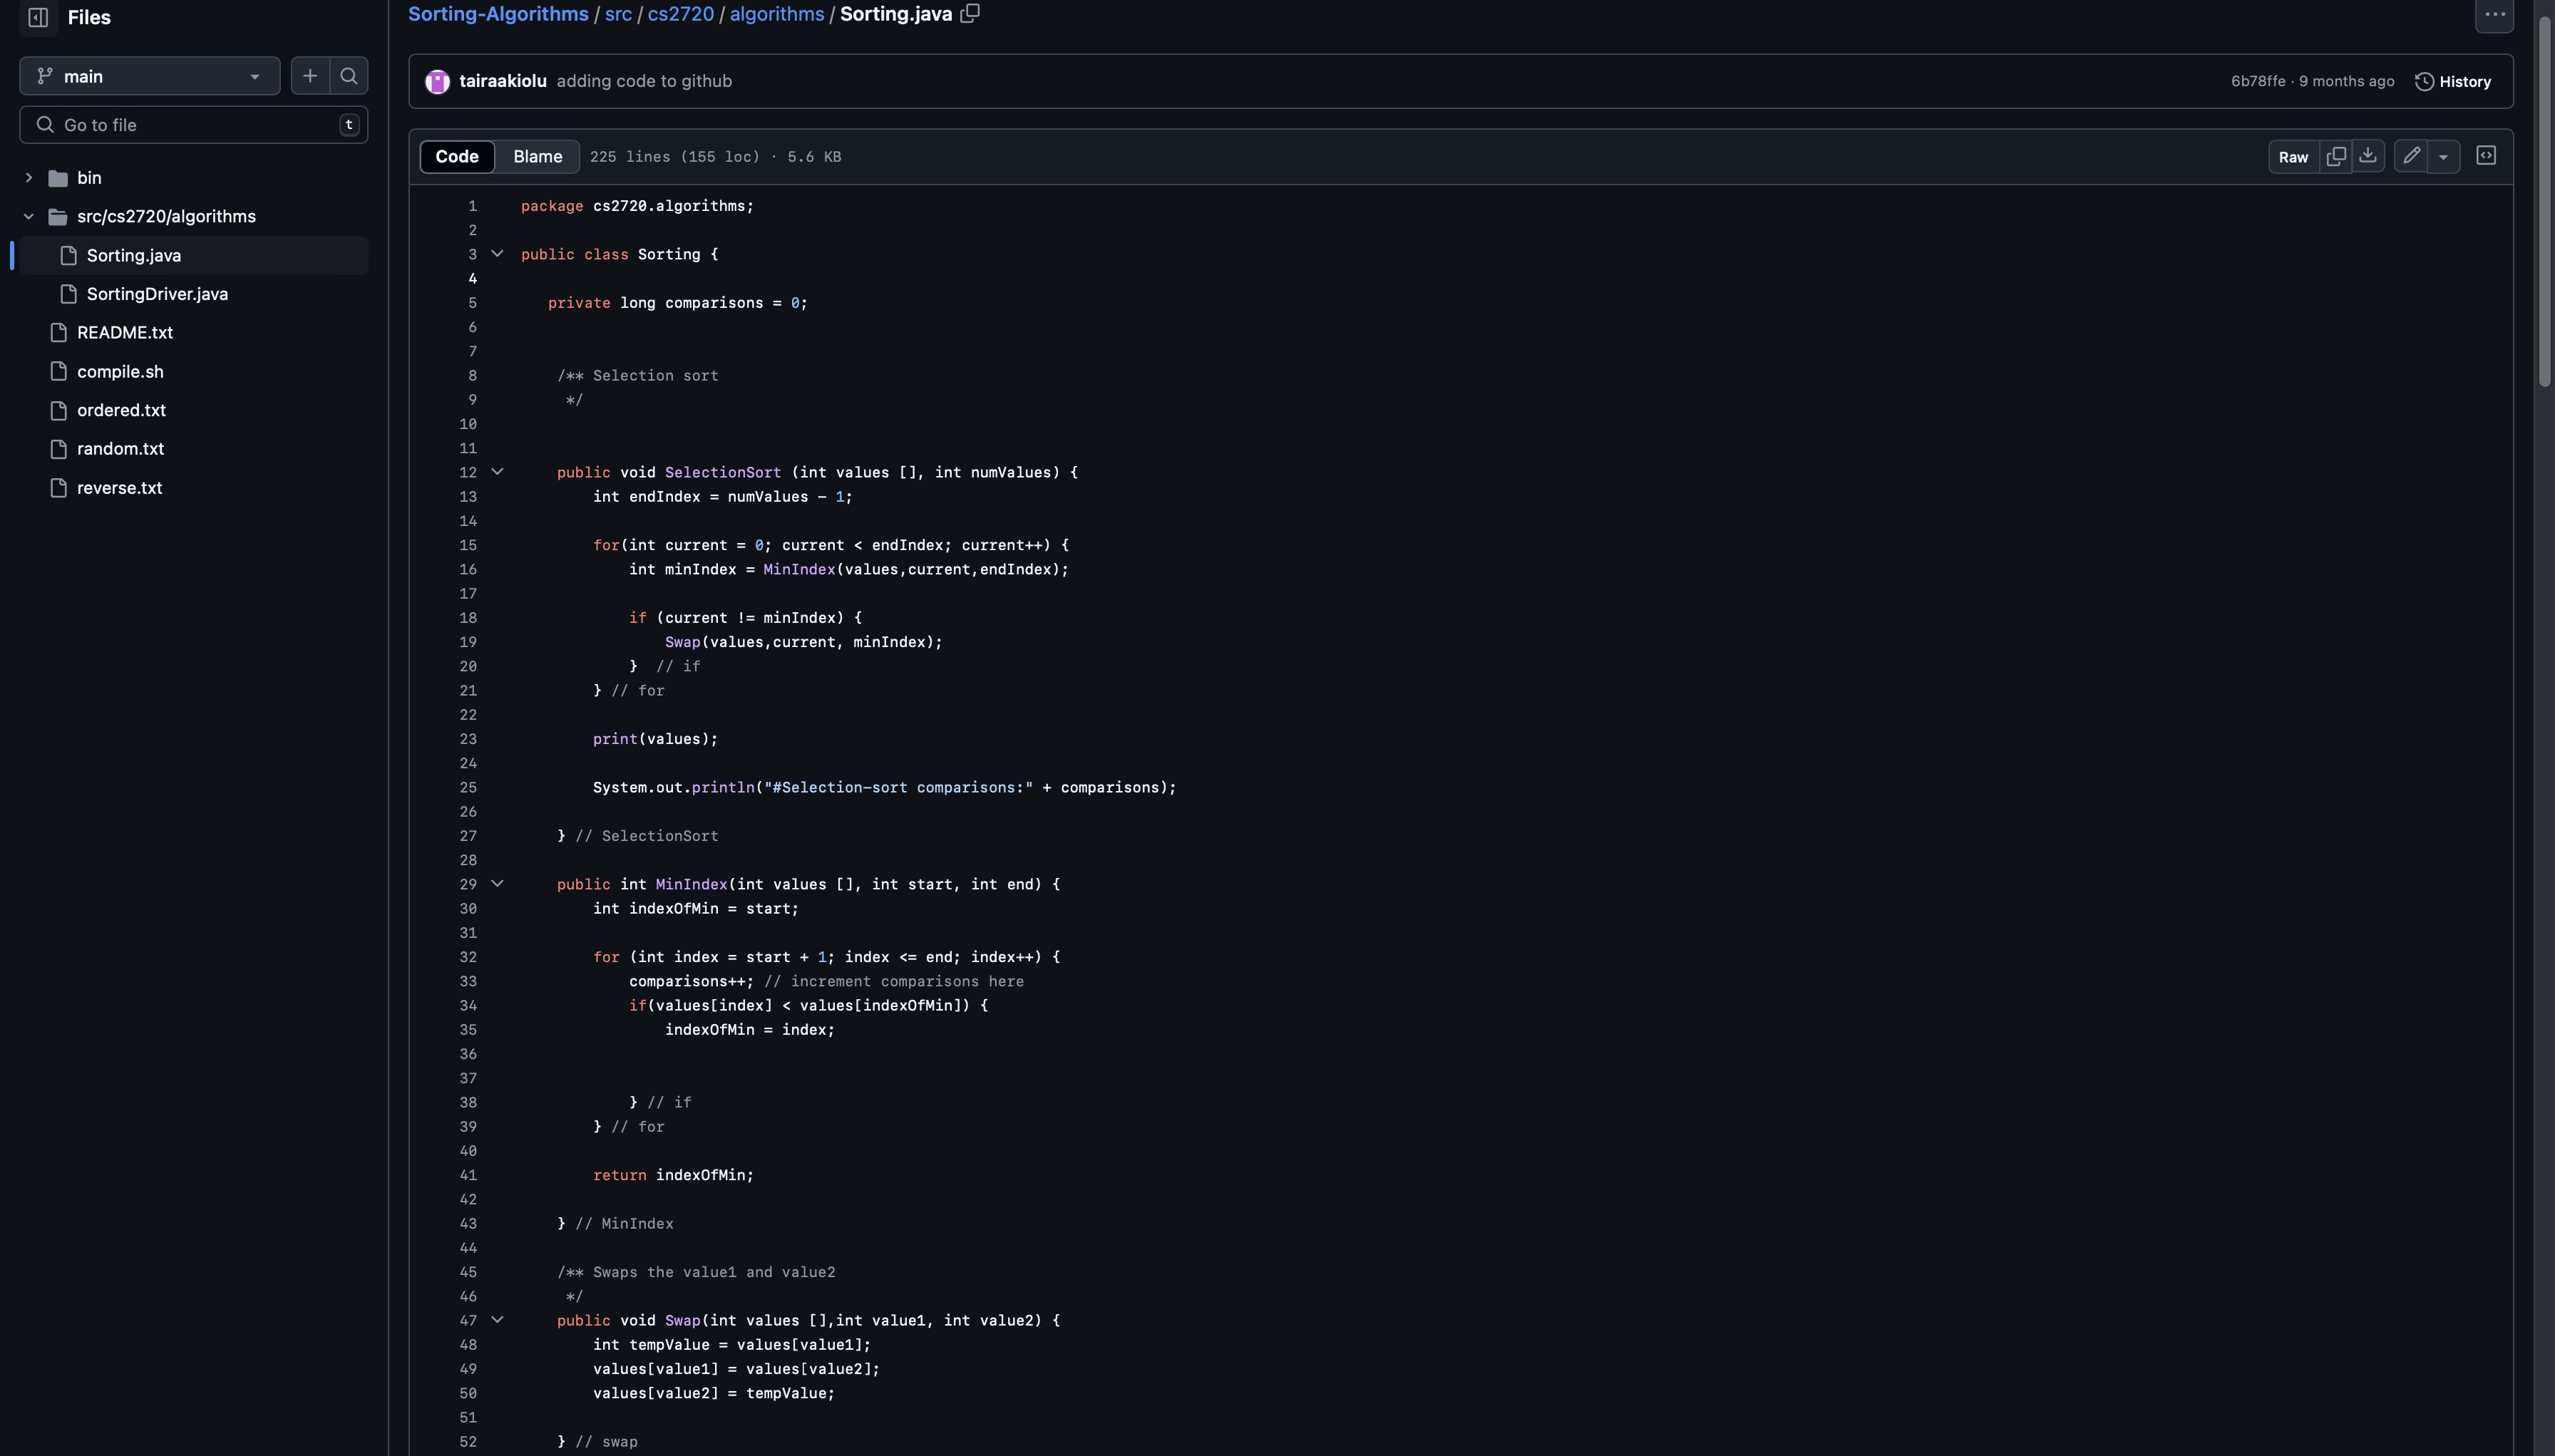 Files
main
Go to file
t
bin
src/cs2720/algorithms
Sorting.java
SortingDriver.java
README.txt
compile.sh
ordered.txt
random.txt
reverse.txt
Sorting-Algorithms / src / cs2720 / algorithms / Sorting.java
tairaakiolu adding code to github
6b78ffe · 9 months ago History
Code Blame 225 lines (155 loc) · 5.6 KB
Raw
1 package cs2720.algorithms;
2
3 public class Sorting {
4
5 private long comparisons = 0;
6
7
8 /** Selection sort
9 */
10
11
12 public void SelectionSort (int values [], int numValues) {
13 int endIndex = numValues - 1;
14
15 for(int current = 0; current < endIndex; current++) {
16 int minIndex = MinIndex(values,current,endIndex);
17
18 if (current != minIndex) {
19 Swap(values,current, minIndex);
20 } // if
21 } // for
22
23 print(values);
24
25 System.out.println("#Selection-sort comparisons:" + comparisons);
26
27 } // SelectionSort
28
29 public int MinIndex(int values [], int start, int end) {
30 int indexOfMin = start;
31
32 for (int index = start + 1; index <= end; index++) {
33 comparisons++; // increment comparisons here
34 if(values[index] < values[indexOfMin]) {
35 indexOfMin = index;
36
37
38 } // if
39 } // for
40
41 return indexOfMin;
42
43 } // MinIndex
44
45 /** Swaps the value1 and value2
46 */
47 public void Swap(int values [],int value1, int value2) {
48 int tempValue = values[value1];
49 values[value1] = values[value2];
50 values[value2] = tempValue;
51
52 } // swap